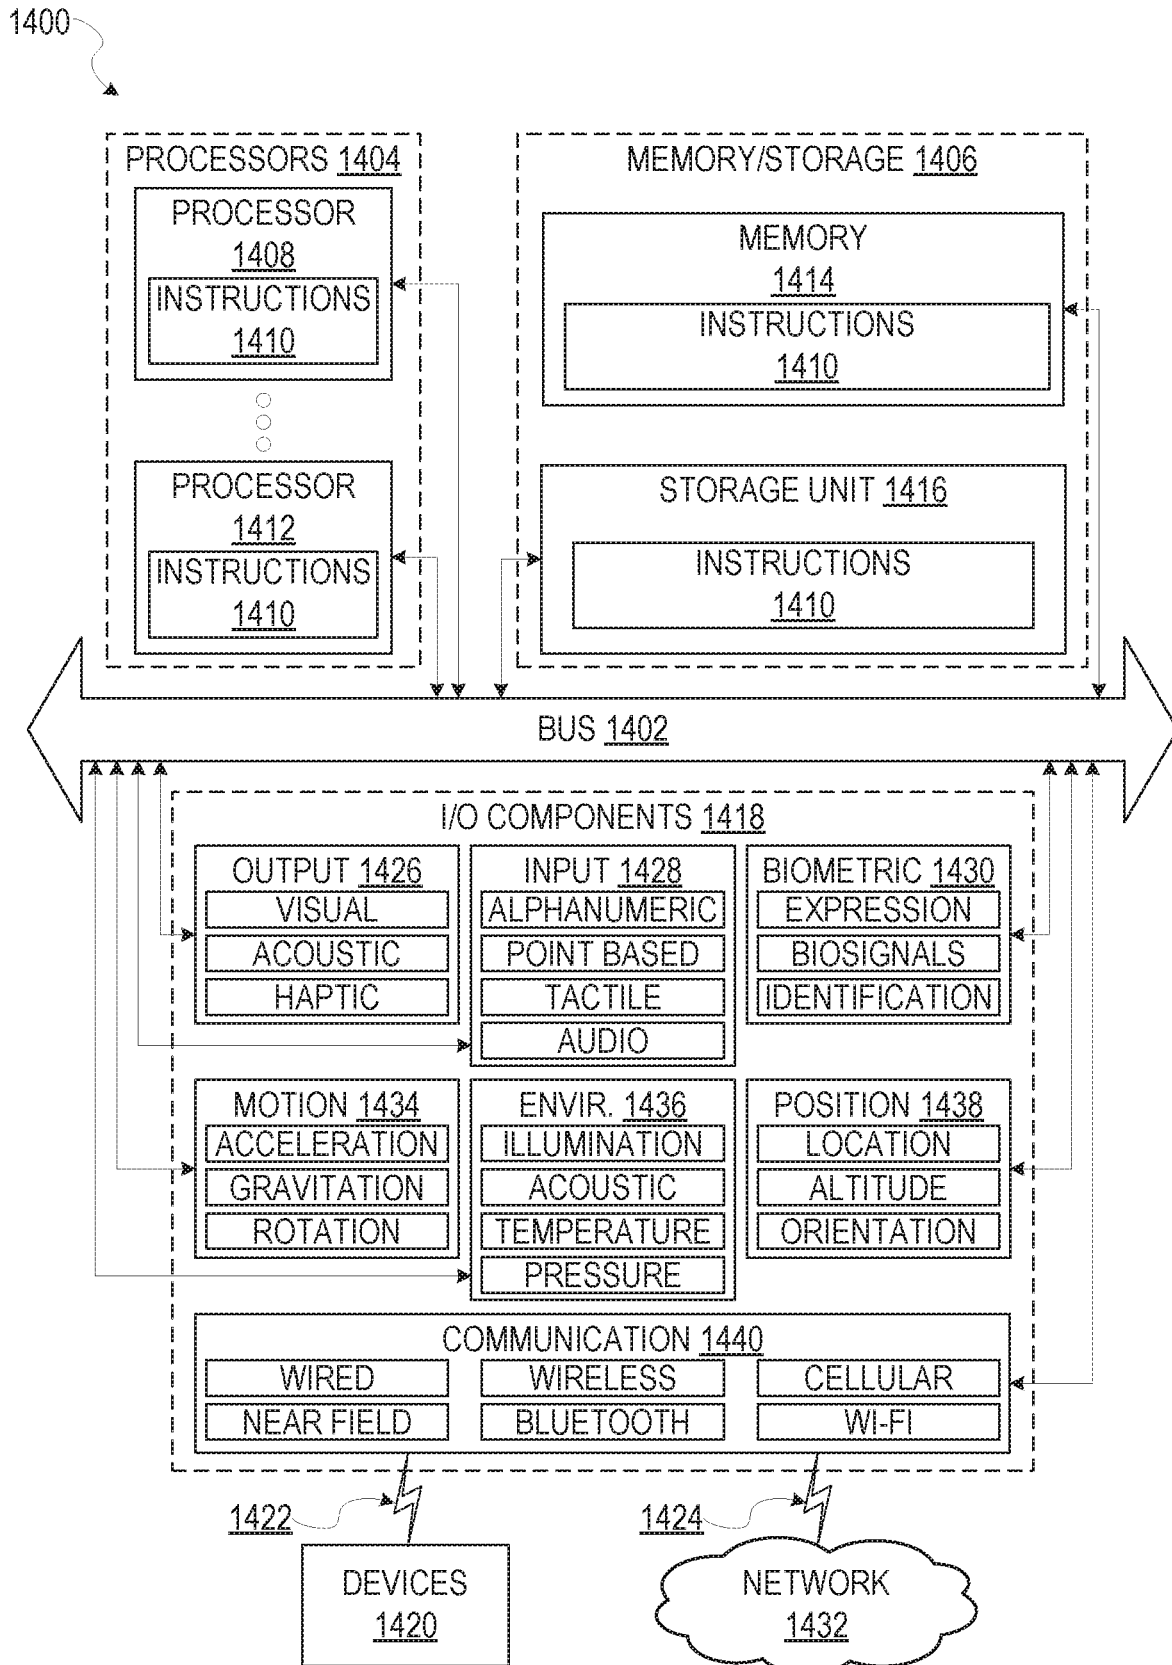 1400
PROCESSORS 1404
PROCESSOR
1408
INSTRUCTIONS
1410
PROCESSOR
1412
INSTRUCTIONS
1410
MEMORY/STORAGE 1406
MEMORY
1414
INSTRUCTIONS
1410
STORAGE UNIT 1416
INSTRUCTIONS
1410
BUS 1402
I/O COMPONENTS 1418
OUTPUT 1426
VISUAL
ACOUSTIC
HAPTIC
INPUT 1428
ALPHANUMERIC
POINT BASED
TACTILE
AUDIO
BIOMETRIC 1430
EXPRESSION
BIOSIGNALS
IDENTIFICATION
MOTION 1434
ACCELERATION
GRAVITATION
ROTATION
ENVIR. 1436
ILLUMINATION
ACOUSTIC
TEMPERATURE
PRESSURE
POSITION 1438
LOCATION
ALTITUDE
ORIENTATION
COMMUNICATION 1440
WIRED
WIRELESS
CELLULAR
NEAR FIELD
BLUETOOTH
WI-FI
1422
1424
DEVICES
1420
NETWORK
1432